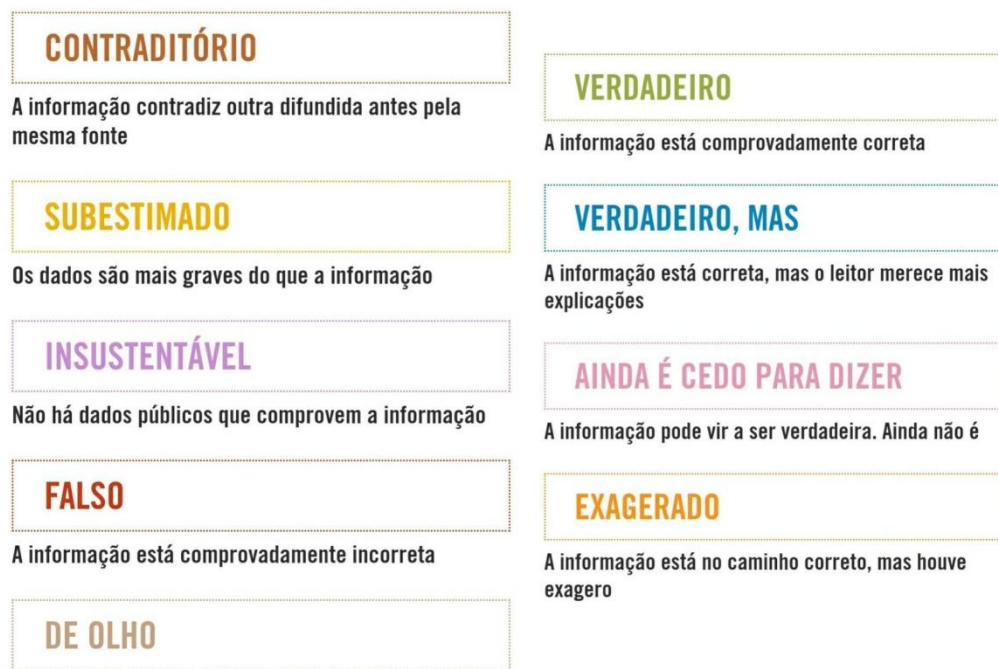 CONTRADITÓRIO
A informação contradiz outra difundida antes pela
mesma fonte
SUBESTIMADO
Os dados são mais graves do que a informação
INSUSTENTÁVEL
Não há dados públicos que comprovem a informação
FALSO
A informação está comprovadamente incorreta
DE OLHO
VERDADEIRO
A informação está comprovadamente correta
VERDADEIRO, MAS
A informação está correta, mas o leitor merece mais
explicações
AINDA É CEDO PARA DIZER
A informação pode vir a ser verdadeira. Ainda não é
EXAGERADO
A informação está no caminho correto, mas houve
exagero